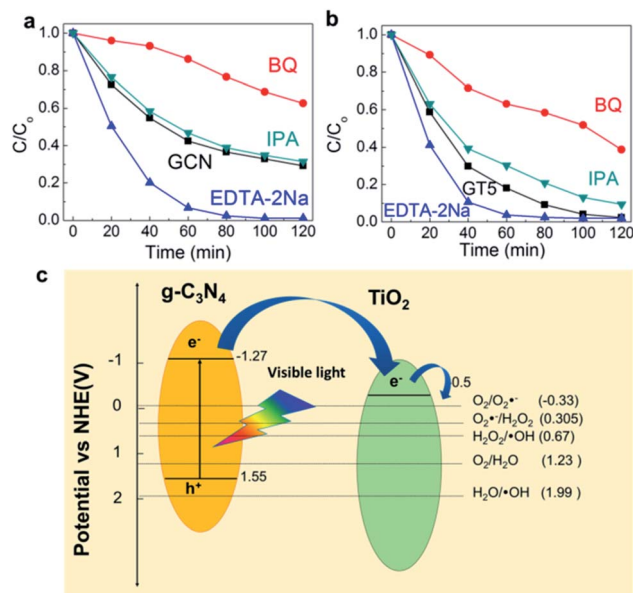 a
C/Co
1.0
0.8
0.6
0.4
0.2
0.0
BQ
IPA
GCN
EDTA-2Na
0 20 40 60 80 100 120
Time (min)
b
C/Co
1.0
0.8
0.6
0.4
0.2
0.0
BQ
IPA
GT5
EDTA-2Na
0 20 40 60 80 100 120
Time (min)
c
Potential vs NHE(V)
-1
0
1
2
g-C₃N₄
TiO₂
e⁻
-1.27
Visible light
e⁻
-0.5
h⁺
1.55
O₂/O₂•⁻ (-0.33)
O₂•⁻/H₂O₂ (0.305)
H₂O₂/•OH (0.67)
O₂/H₂O (1.23)
H₂O/•OH (1.99)